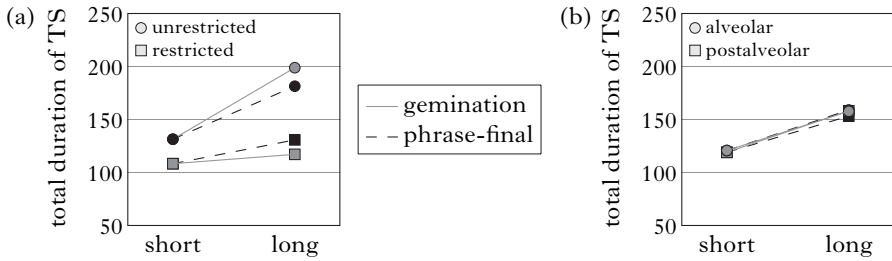 (a)
total duration of TS
250
200
150
100
50
unrestricted
restricted
short long
gemination
phrase-final
(b)
total duration of TS
250
200
150
100
50
alveolar
postalveolar
short long